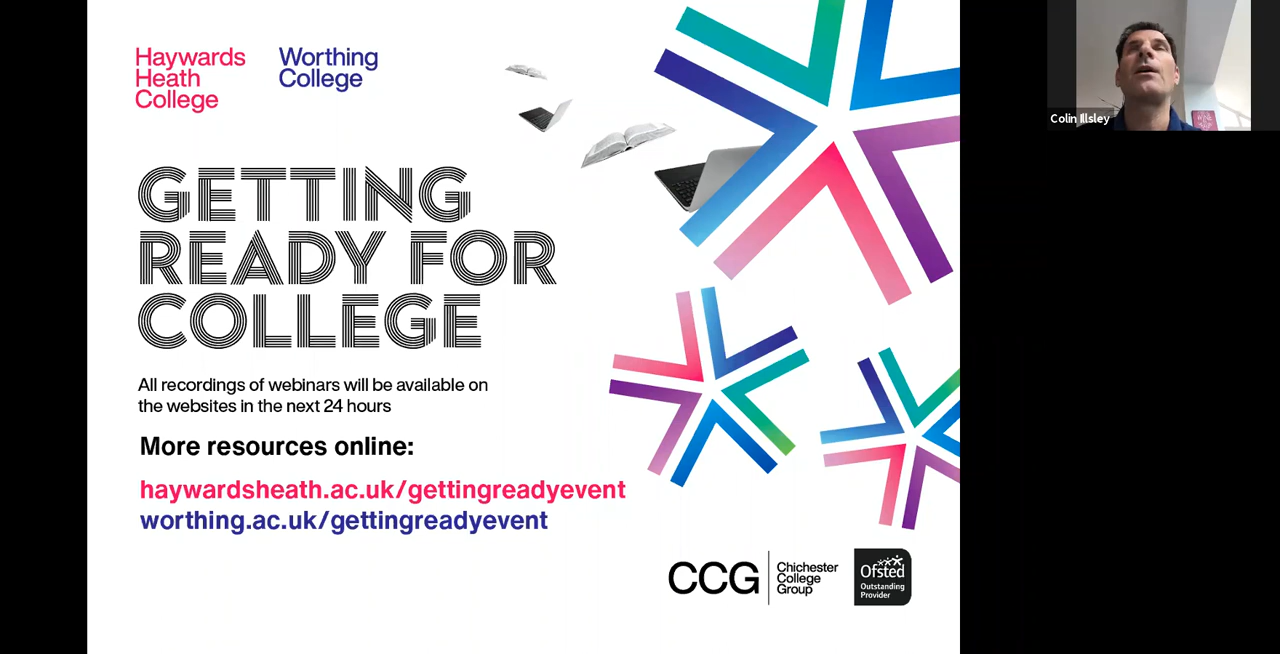 Haywards
Heath
College
Worthing
College
GETTING
READY FOR
COLLEGE
All recordings of webinars will be available on
the websites in the next 24 hours
More resources online:
haywardsheath.ac.uk/gettingreadyevent
worthing.ac.uk/gettingreadyevent
CCG
Chichester
College
Group
Ofsted
Outstanding
Provider
Colin Illsley